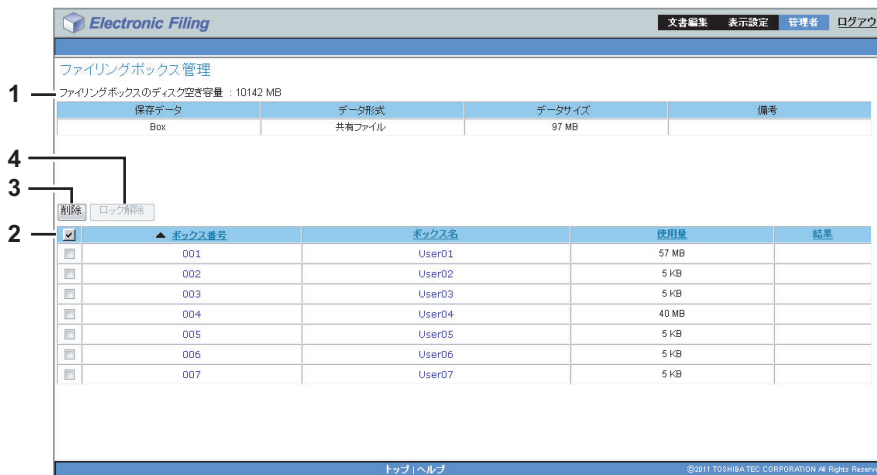 Electronic Filing 文書編集 表示設定 管理者 ログアウ
ファイリングボックス管理
1 ファイリングボックスのディスク空き容量 : 10142 MB
保存データ データ形式 データサイズ 備考
Box 共有ファイル 97 MB
4
3
削除 ロック解除
2 ▲ ボックス番号 ボックス名 使用量 結果
001 User01 57 MB
002 User02 5 KB
003 User03 5 KB
004 User04 40 MB
005 User05 5 KB
006 User06 5 KB
007 User07 5 KB
トップ | ヘルプ ©2011 TOSHIBA TEC CORPORATION All Rights Reserve